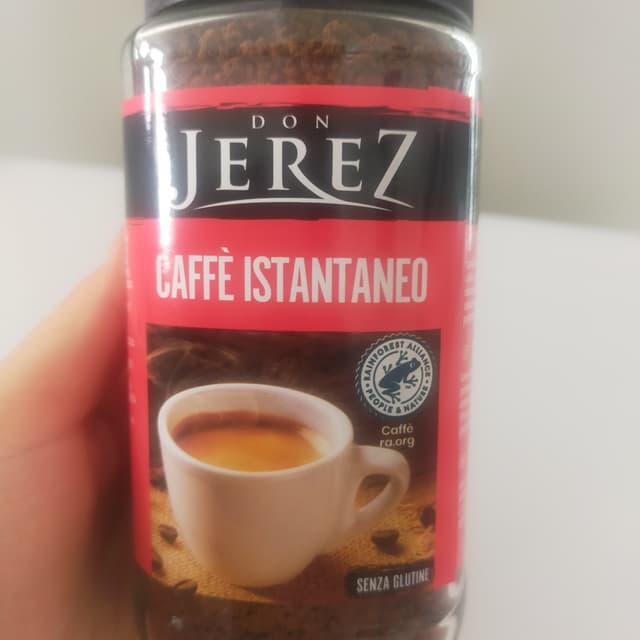 DON
JEREZ
CAFFÈ ISTANTANEO
RAINFOREST ALLIANCE
PEOPLE & NATURE
Caffè
ra.org
SENZA GLUTINE